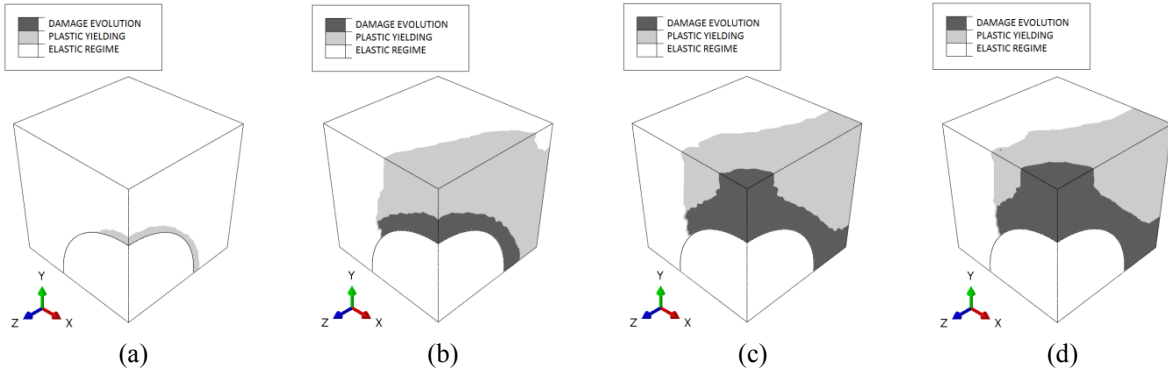 DAMAGE EVOLUTION
PLASTIC YIELDING
ELASTIC REGIME
DAMAGE EVOLUTION
PLASTIC YIELDING
ELASTIC REGIME
DAMAGE EVOLUTION
PLASTIC YIELDING
ELASTIC REGIME
DAMAGE EVOLUTION
PLASTIC YIELDING
ELASTIC REGIME
Y
Z X
Y
Z X
Y
Z X
Y
Z X
(a) (b) (c) (d)